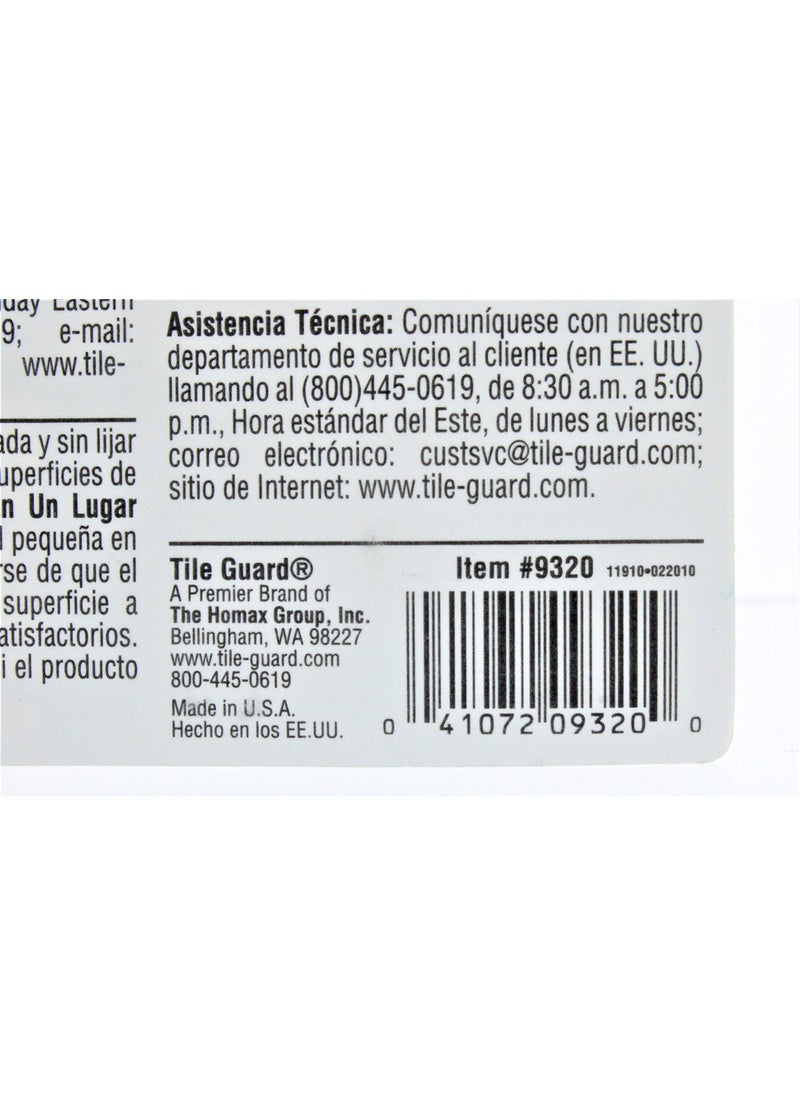 day Eastern
9; e-mail:
www.tile-
ada y sin lijar
uperficies de
n Un Lugar
l pequeña en
rse de que el
superficie a
atisfactorios.
i el producto
Asistencia Técnica: Comuníquese con nuestro
departamento de servicio al cliente (en EE. UU.)
llamando al (800)445-0619, de 8:30 a.m. a 5:00
p.m., Hora estándar del Este, de lunes a viernes;
correo electrónico: custsvc@tile-guard.com;
sitio de Internet: www.tile-guard.com.
Tile Guard®
A Premier Brand of
The Homax Group, Inc.
Bellingham, WA 98227
www.tile-guard.com
800-445-0619
Made in U.S.A.
Hecho en los EE.UU.
Item #9320 11910•022010
0 41072 09320 0